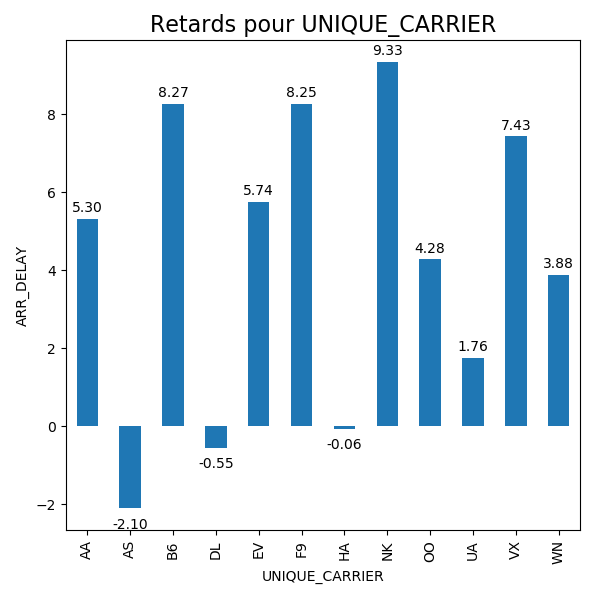 Retards pour UNIQUE_CARRIER
9.33
8.27
8.25
7.43
5.74
5.30
4.28
3.88
1.76
-0.06
-0.55
-2.10
ARR_DELAY
8
6
4
2
0
−2
AA
AS
B6
DL
EV
F9
HA
NK
OO
UA
VX
WN
UNIQUE_CARRIER